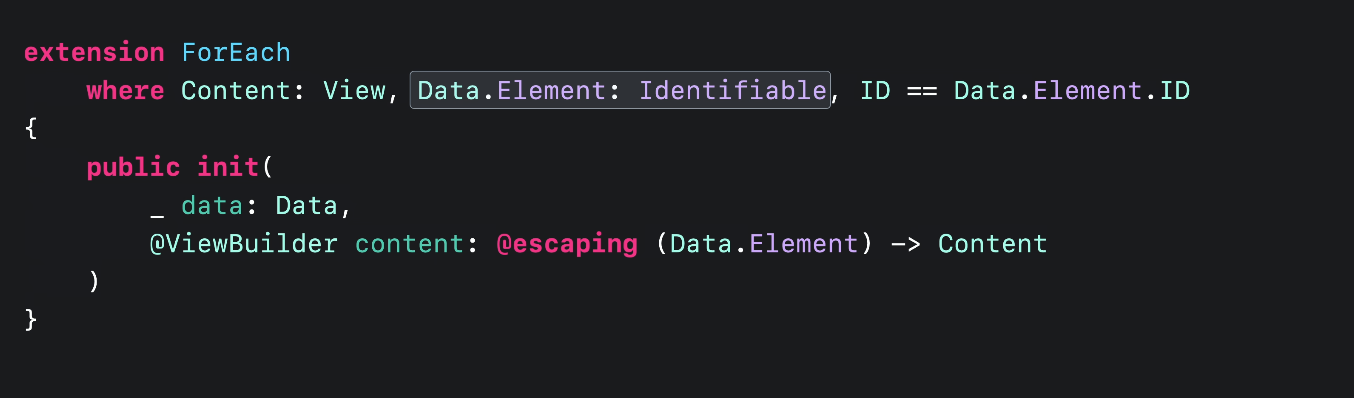 extension ForEach
where Content: View, Data.Element: Identifiable, ID == Data.Element.ID
{
public init(
_ data: Data,
@ViewBuilder content: @escaping (Data.Element) -> Content
)
}